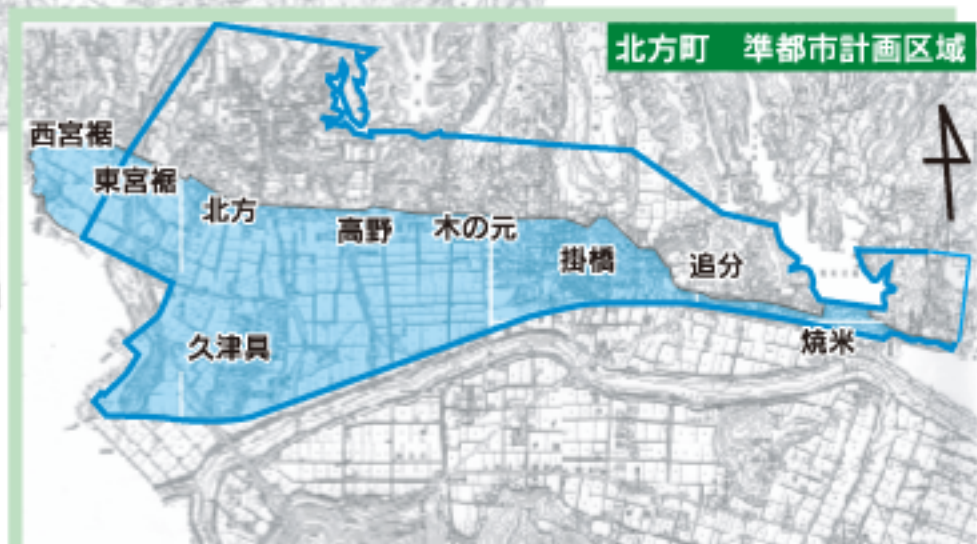 北方町　準都市計画区域
西宮裾
東宮裾
北方
高野
木の元
掛橋
追分
久津具
焼米